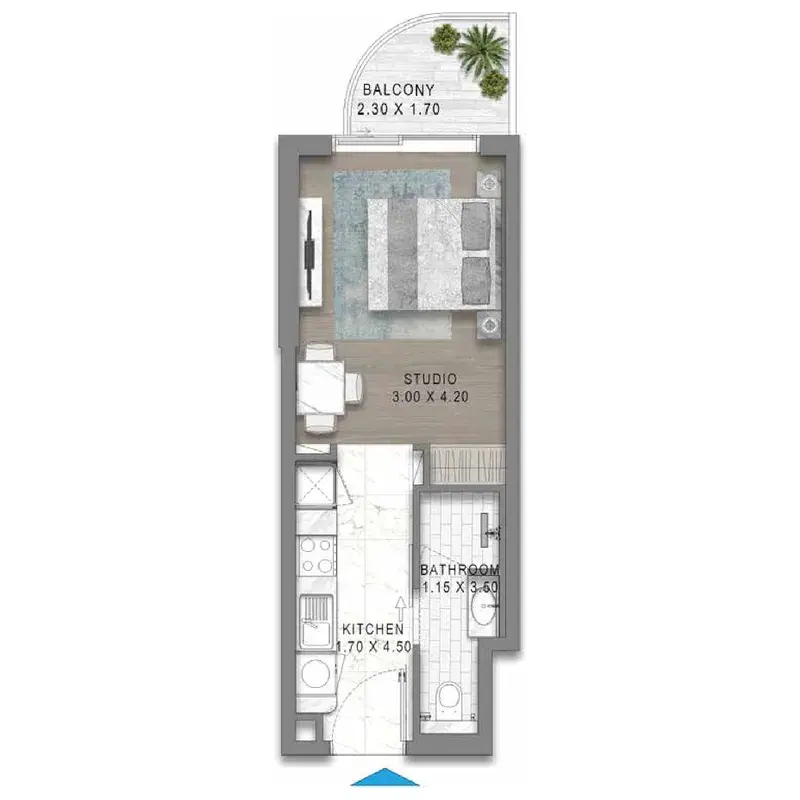 BALCONY
2.30 X 1.70
STUDIO
3.00 X 4.20
BATHROOM
1.15 X 3.50
KITCHEN
1.70 X 4.50